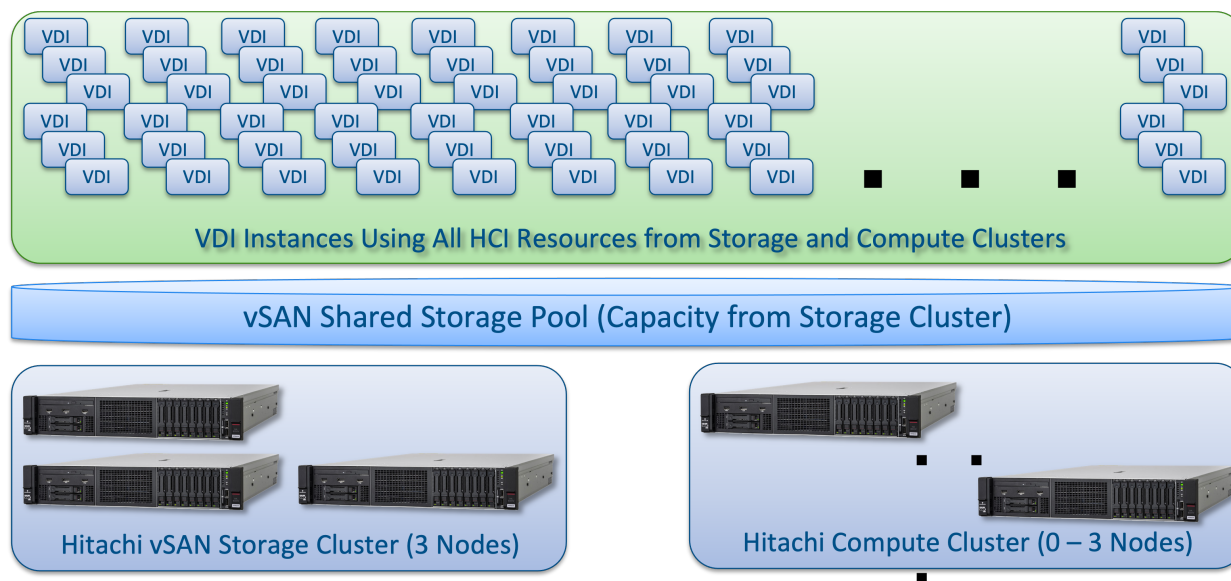 VDI VDI VDI VDI VDI VDI VDI VDI VDI
VDI VDI VDI VDI VDI VDI VDI VDI VDI
VDI VDI VDI VDI VDI VDI VDI VDI VDI
VDI VDI VDI VDI VDI VDI VDI VDI VDI
VDI VDI VDI VDI VDI VDI VDI VDI VDI
VDI VDI VDI VDI VDI VDI VDI VDI VDI
VDI Instances Using All HCI Resources from Storage and Compute Clusters
vSAN Shared Storage Pool (Capacity from Storage Cluster)
Hitachi vSAN Storage Cluster (3 Nodes)
Hitachi Compute Cluster (0 – 3 Nodes)